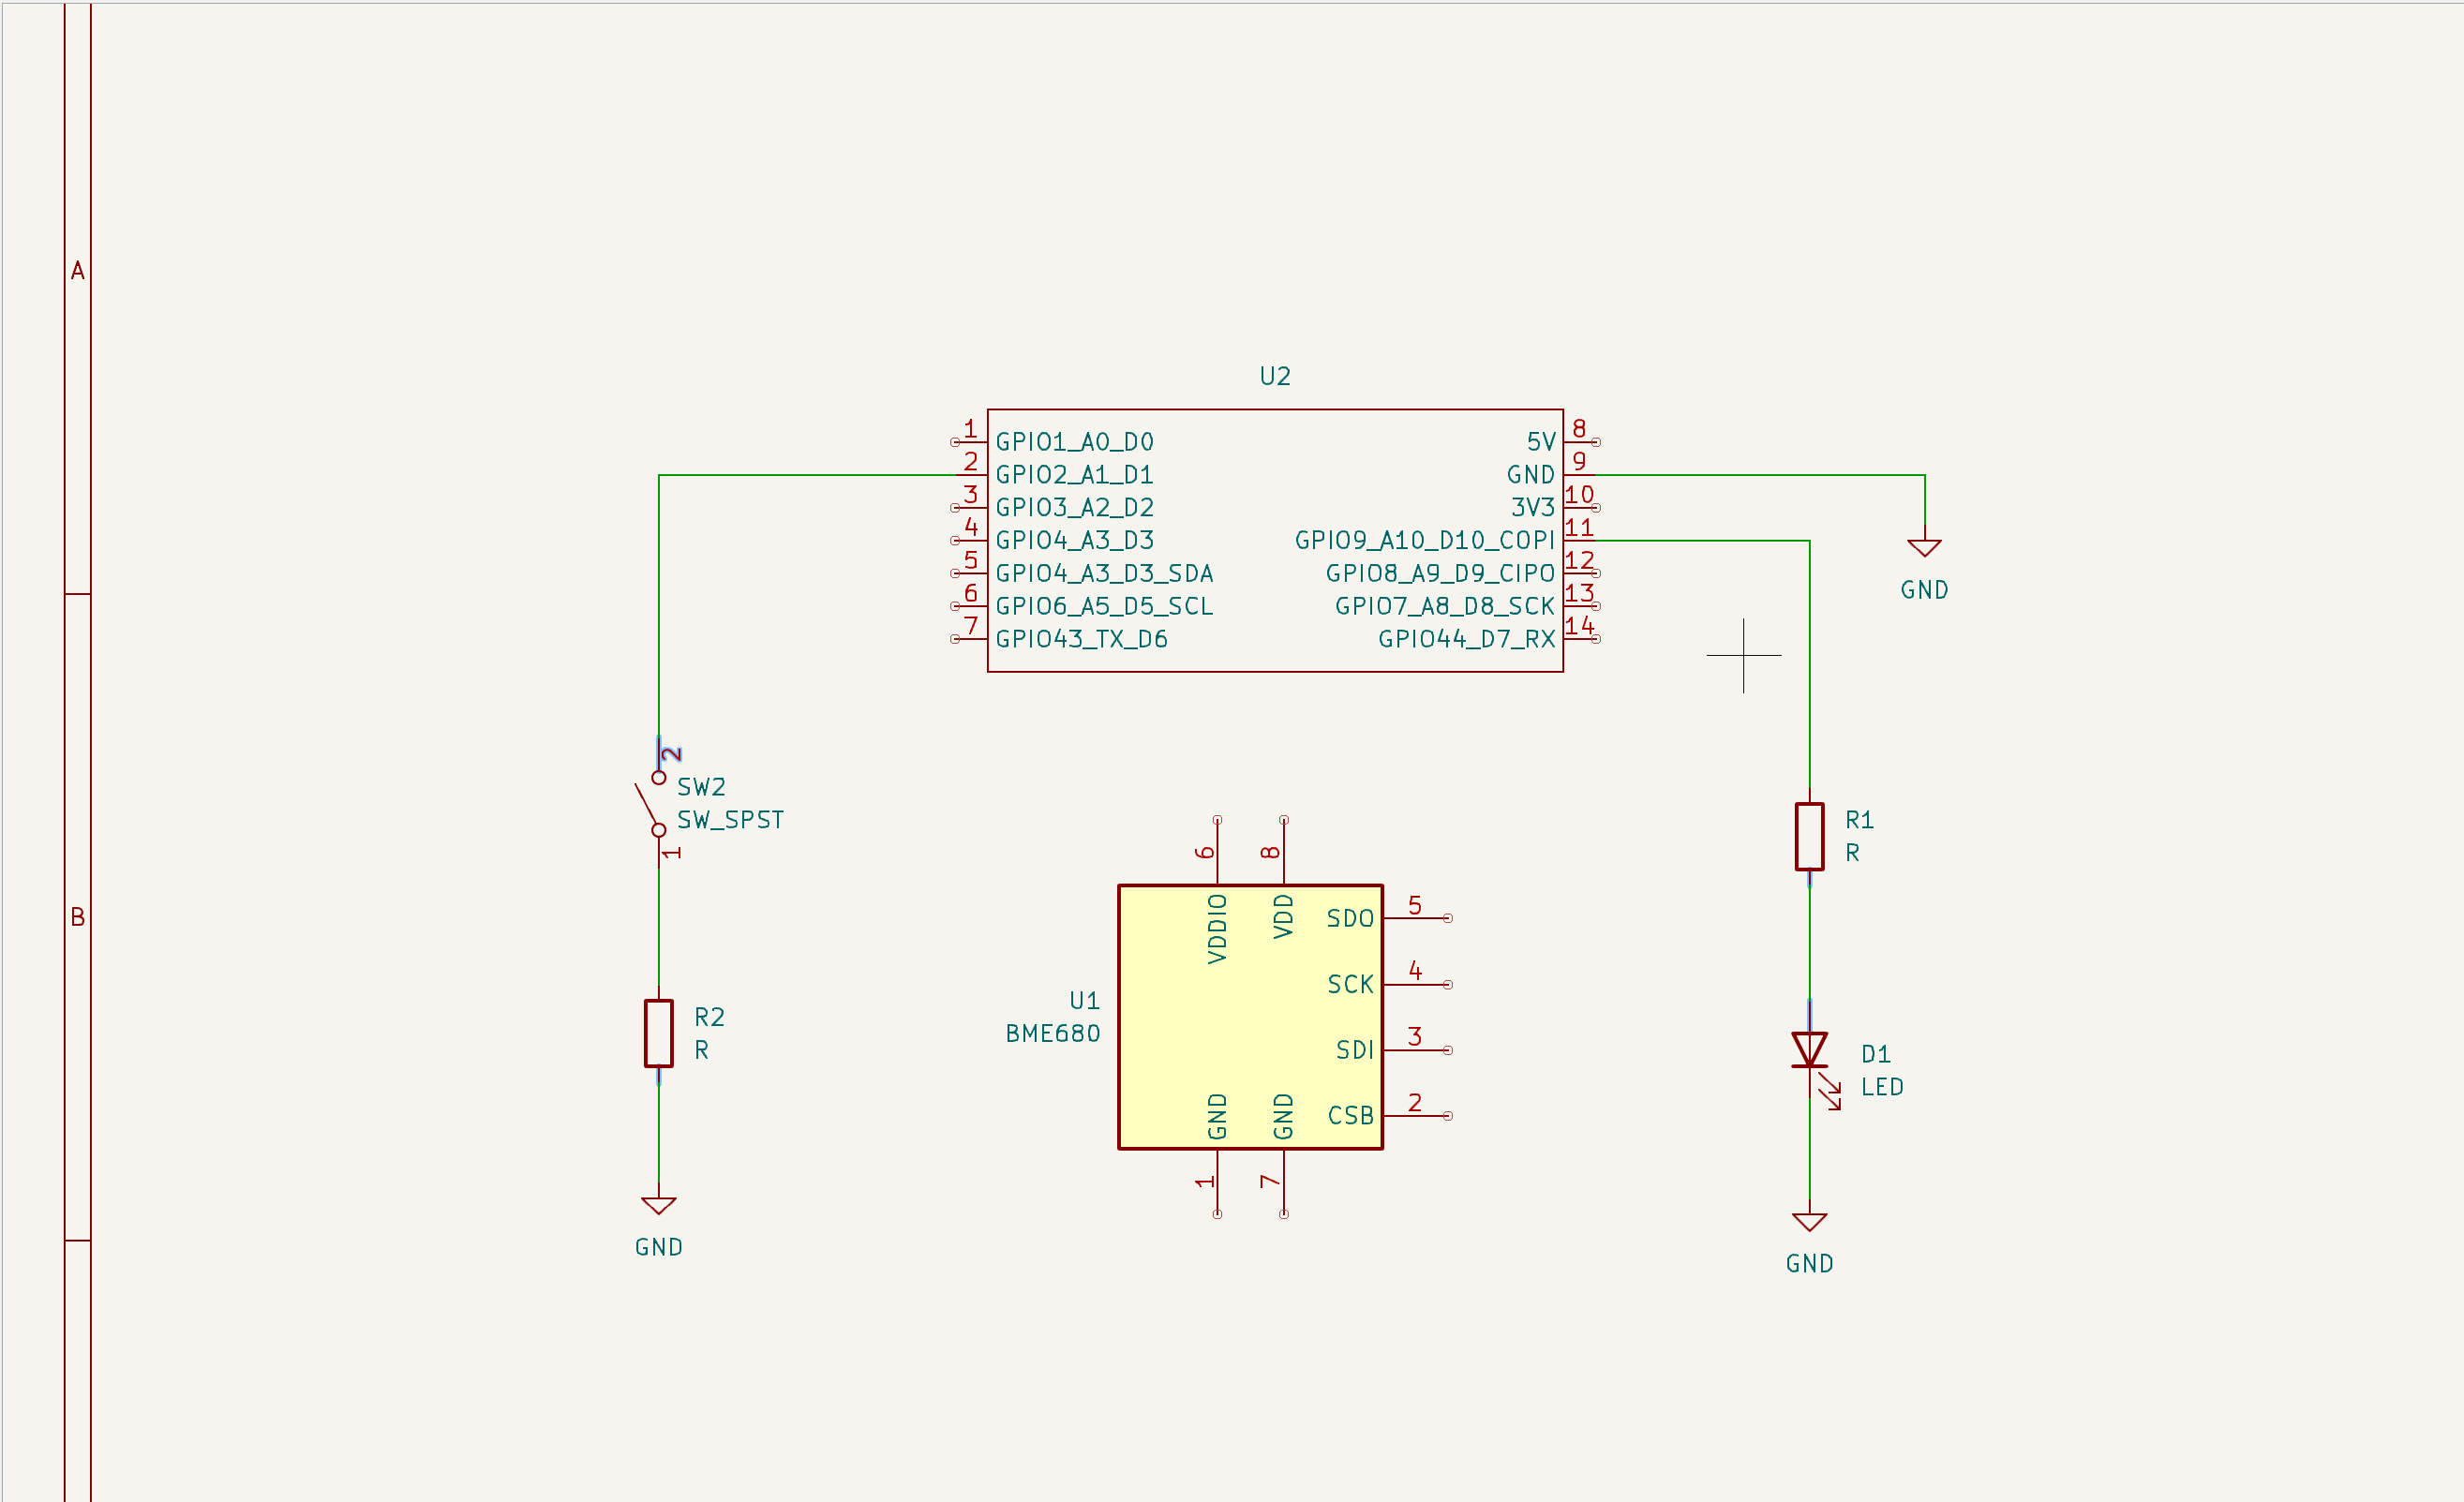 A
U2
1
GPIO1_A0_D0
5V
8
2
GPIO2_A1_D1
GND
9
3
GPIO3_A2_D2
3V3
10
4
GPIO4_A3_D3
GPIO9_A10_D10_COPI
11
5
GPIO4_A3_D3_SDA
GPIO8_A9_D9_CIPO
12
6
GPIO6_A5_D5_SCL
GPIO7_A8_D8_SCK
13
7
GPIO43_TX_D6
GPIO44_D7_RX
14
GND
2
SW2
SW_SPST
1
R1
R
B
6
8
VDDIO
VDD
SDO
5
SCK
4
SDI
3
CSB
2
GND
GND
1
7
U1
BME680
R2
R
GND
D1
LED
GND